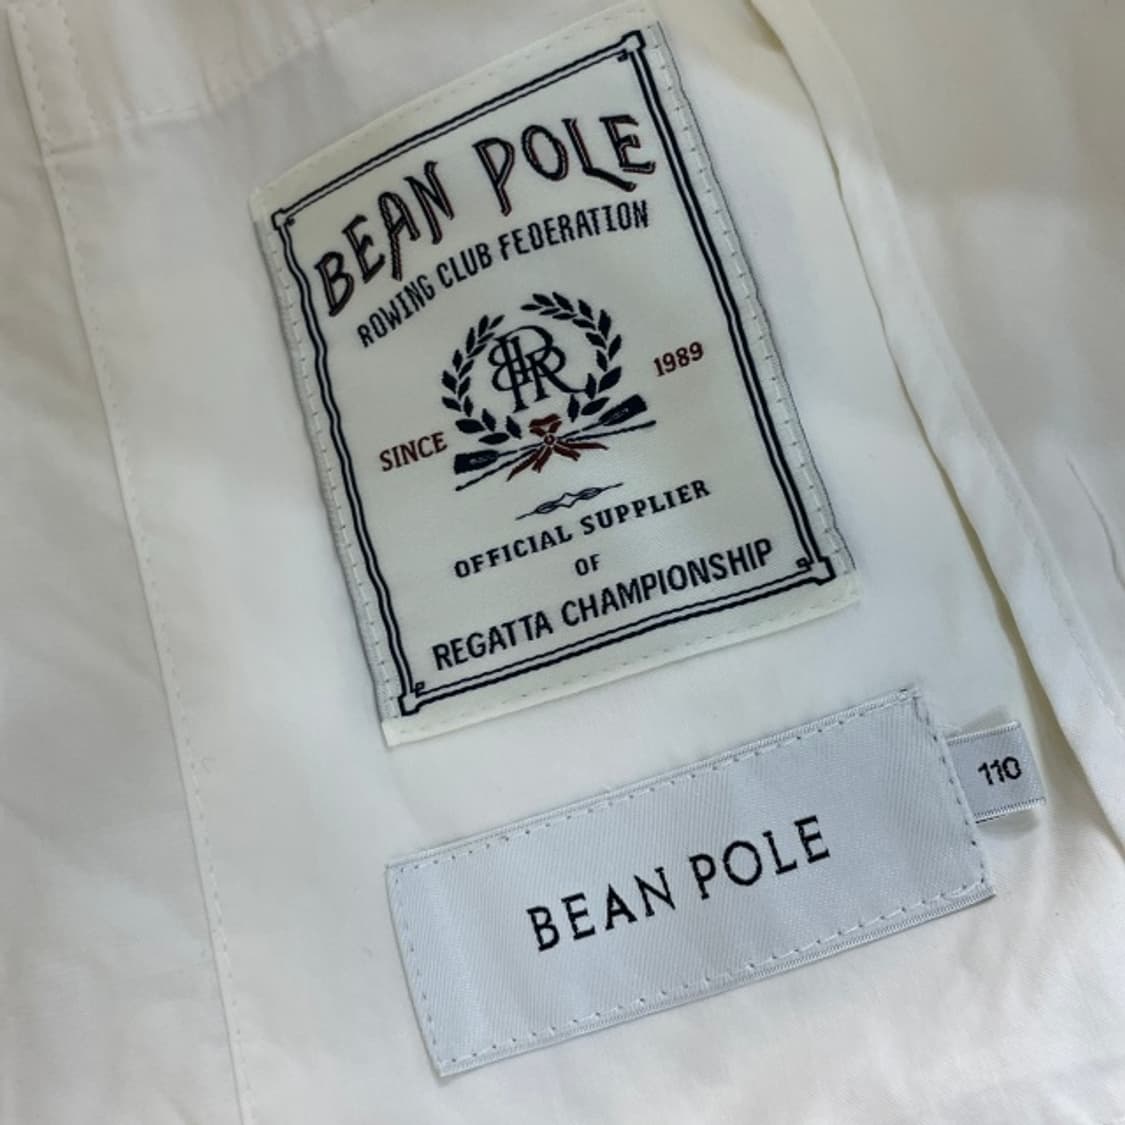 BEAN POLE
ROWING CLUB FEDERATION
SINCE 1989
OFFICIAL SUPPLIER
OF
REGATTA CHAMPIONSHIP
BEAN POLE
110